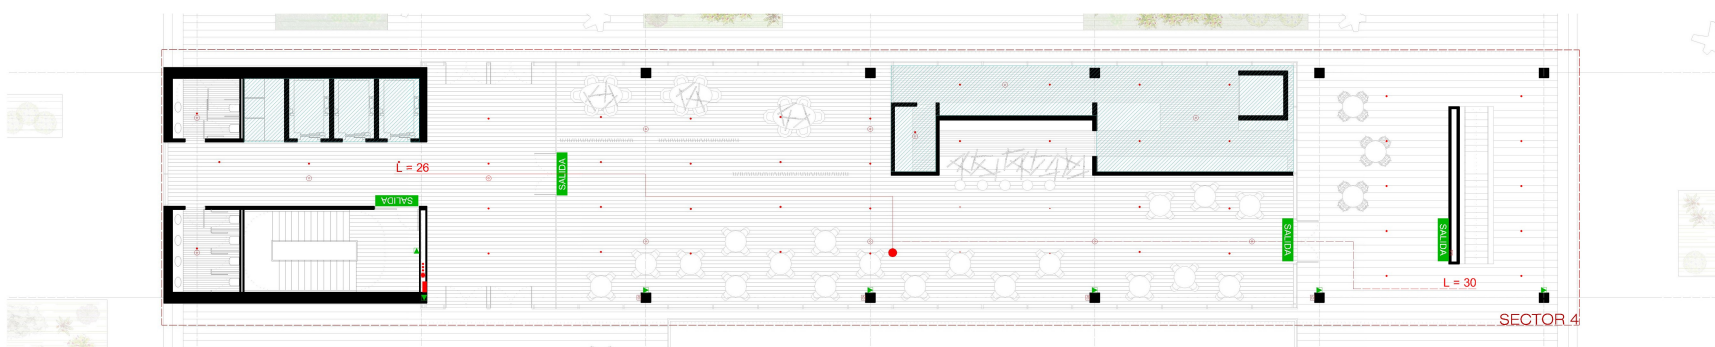 SALIDA
L = 26
SALIDA
SALIDA
SALIDA
L = 30
SECTOR 4